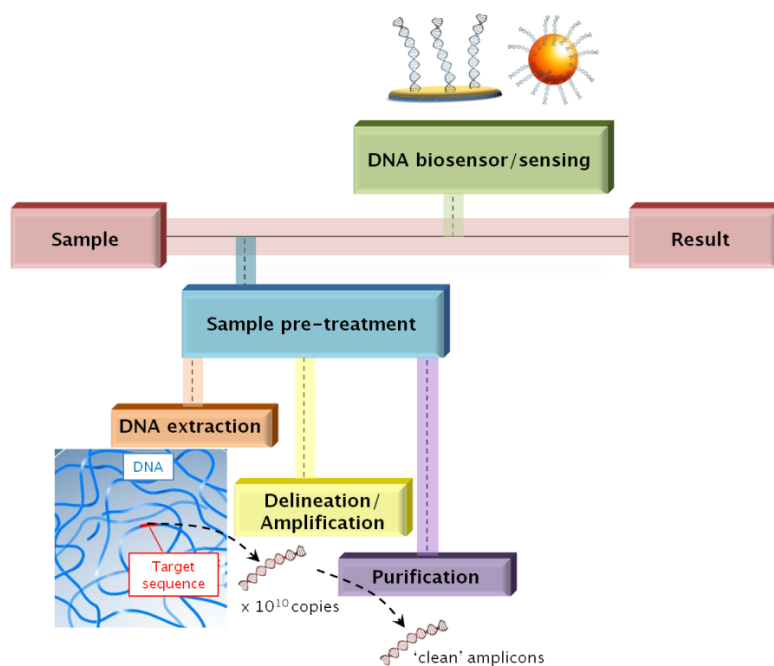 DNA biosensor/sensing
Sample
Result
Sample pre-treatment
DNA extraction
DNA
Target
sequence
Delineation/
Amplification
x 10¹⁰ copies
Purification
‘clean’ amplicons